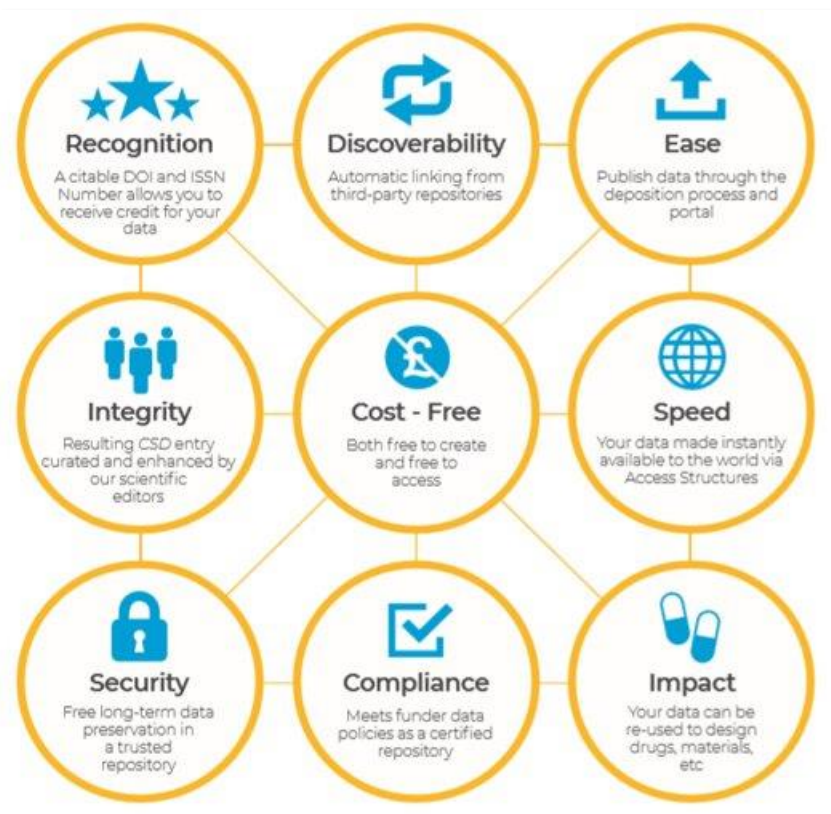 Recognition
A citable DOI and ISSN
Number allows you to
receive credit for your
data
Discoverability
Automatic linking from
third-party repositories
Ease
Publish data through the
deposition process and
portal
Integrity
Resulting CSD entry
curated and enhanced by
our scientific
editors
£
Cost - Free
Both free to create
and free to
access
Speed
Your data made instantly
available to the world via
Access Structures
Security
Free long-term data
preservation in
a trusted
repository
Compliance
Meets funder data
policies as a certified
repository
Impact
Your data can be
re-used to design
drugs, materials,
etc